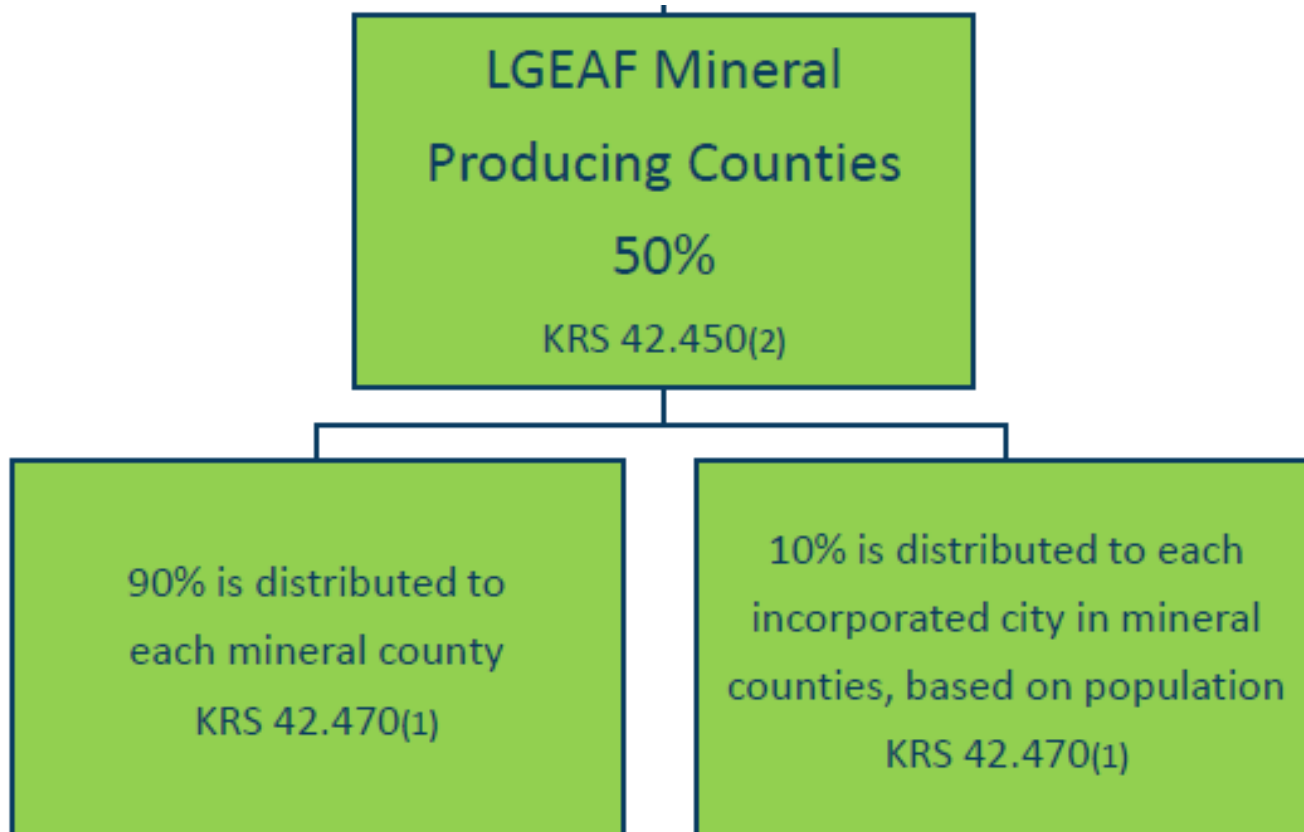 LGEAF Mineral
Producing Counties
50%
KRS 42.450(2)
90% is distributed to
each mineral county
KRS 42.470(1)
10% is distributed to each
incorporated city in mineral
counties, based on population
KRS 42.470(1)